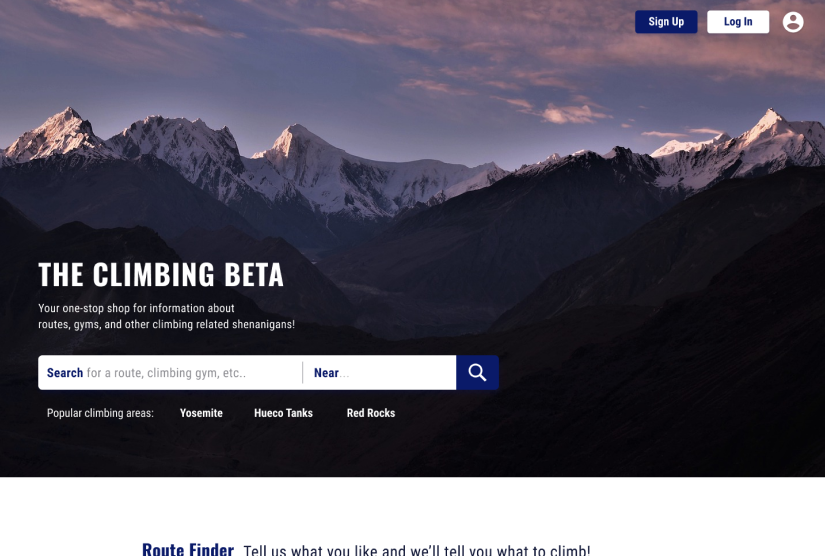 Sign Up
Log In
THE CLIMBING BETA
Your one-stop shop for information about
routes, gyms, and other climbing related shenanigans!
Search for a route, climbing gym, etc..
Near...
Popular climbing areas: Yosemite Hueco Tanks Red Rocks
Route Finder Tell us what you like and we'll tell you what to climb!